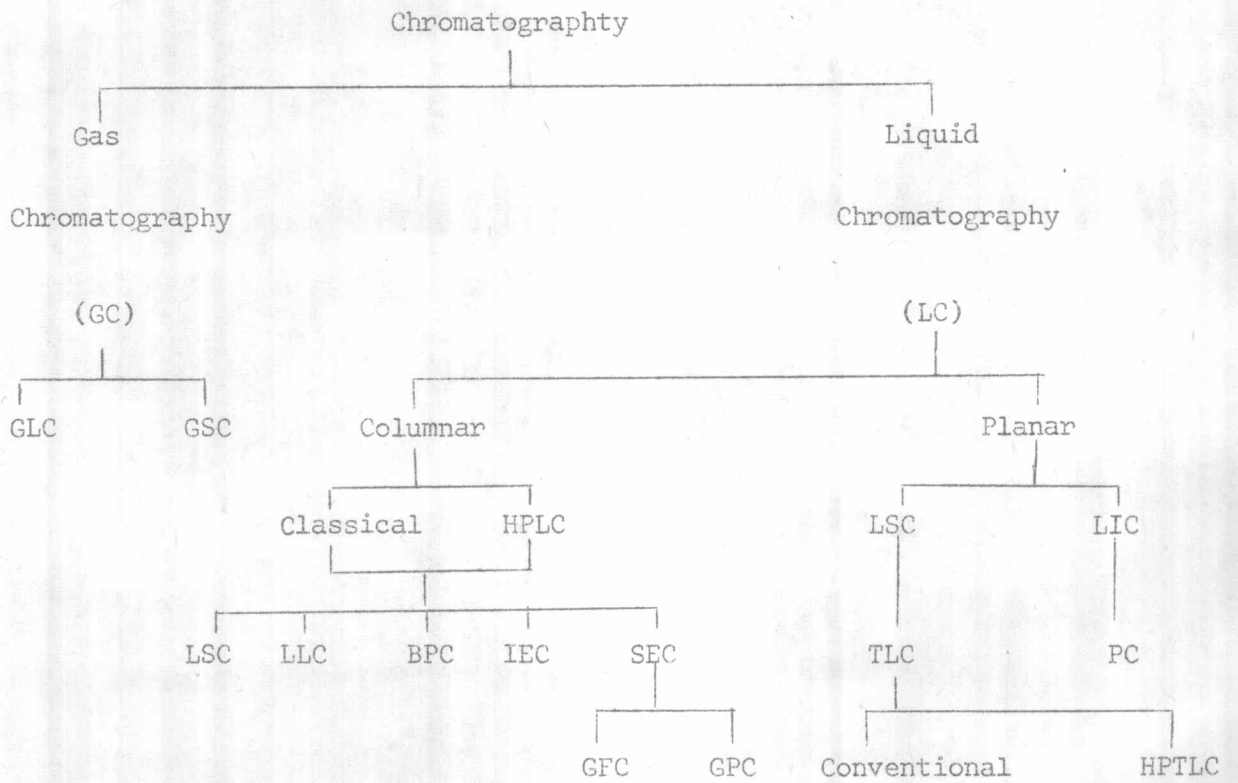 Chromatographty
Gas Liquid
Chromatography Chromatography
(GC) (LC)
GLC GSC Columnar Planar
Classical HPLC LSC LIC
LSC LLC BPC IEC SEC TLC PC
GFC GPC Conventional HPTLC